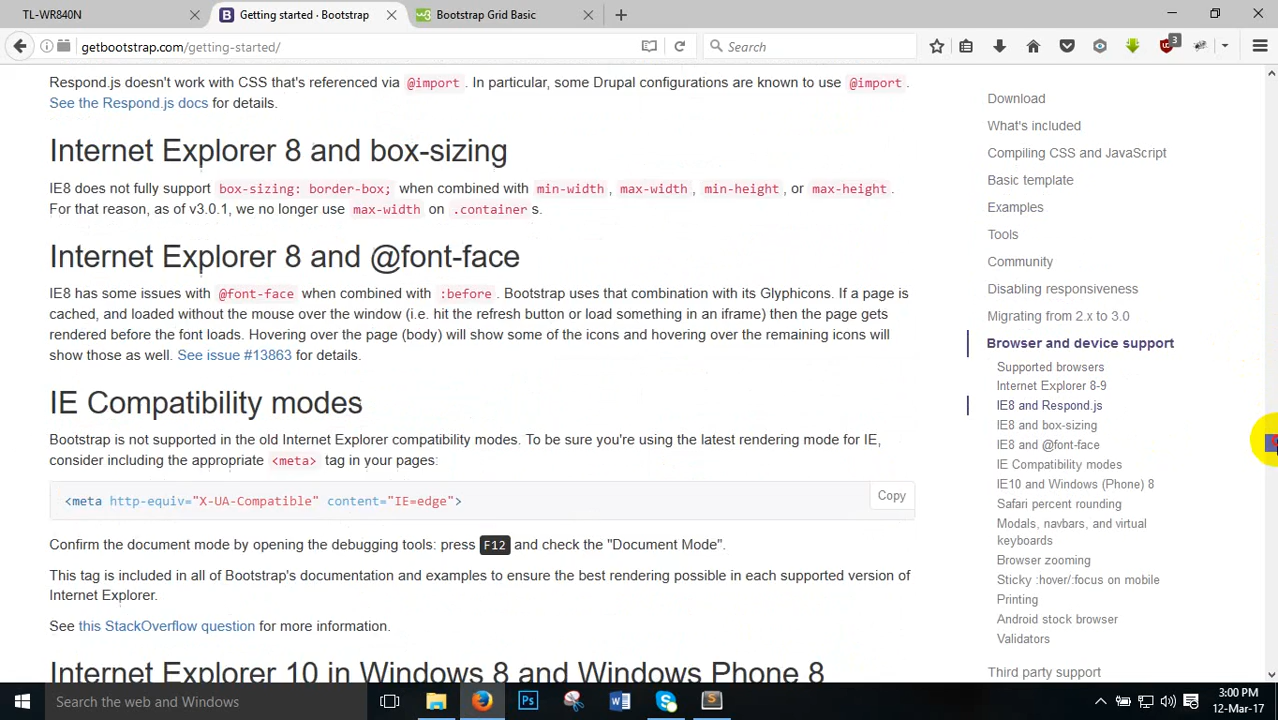 TL-WR840N
Getting started · Bootstrap
Bootstrap Grid Basic
getbootstrap.com/getting-started/
Search
3
Respond.js doesn't work with CSS that's referenced via @import. In particular, some Drupal configurations are known to use @import.
See the Respond.js docs for details.
Internet Explorer 8 and box-sizing
IE8 does not fully support box-sizing: border-box; when combined with min-width, max-width, min-height, or max-height.
For that reason, as of v3.0.1, we no longer use max-width on .containers.
Internet Explorer 8 and @font-face
IE8 has some issues with @font-face when combined with :before. Bootstrap uses that combination with its Glyphicons. If a page is
cached, and loaded without the mouse over the window (i.e. hit the refresh button or load something in an iframe) then the page gets
rendered before the font loads. Hovering over the page (body) will show some of the icons and hovering over the remaining icons will
show those as well. See issue #13863 for details.
IE Compatibility modes
Bootstrap is not supported in the old Internet Explorer compatibility modes. To be sure you're using the latest rendering mode for IE,
consider including the appropriate <meta> tag in your pages:
<meta http-equiv="X-UA-Compatible" content="IE=edge">
Copy
Confirm the document mode by opening the debugging tools: press F12 and check the "Document Mode".
This tag is included in all of Bootstrap's documentation and examples to ensure the best rendering possible in each supported version of
Internet Explorer.
See this StackOverflow question for more information.
Internet Explorer 10 in Windows 8 and Windows Phone 8
Download
What's included
Compiling CSS and JavaScript
Basic template
Examples
Tools
Community
Disabling responsiveness
Migrating from 2.x to 3.0
Browser and device support
Supported browsers
Internet Explorer 8-9
IE8 and Respond.js
IE8 and box-sizing
IE8 and @font-face
IE Compatibility modes
IE10 and Windows (Phone) 8
Safari percent rounding
Modals, navbars, and virtual
keyboards
Browser zooming
Sticky :hover/:focus on mobile
Printing
Android stock browser
Validators
Third party support
Search the web and Windows
3:00 PM
12-Mar-17